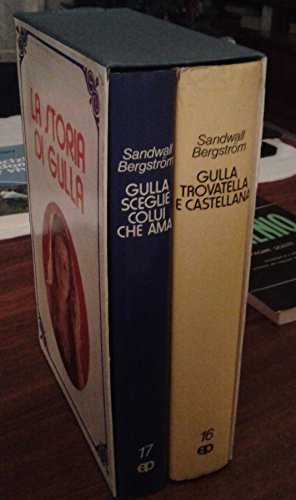 LA STORIA
DI GULLA
Sandwall
Bergström
GULLA
SCEGLIE
COLUI
CHE AMA
17
ep
Sandwall
Bergström
GULLA
TROVATELLA
E CASTELLANA
16
ep